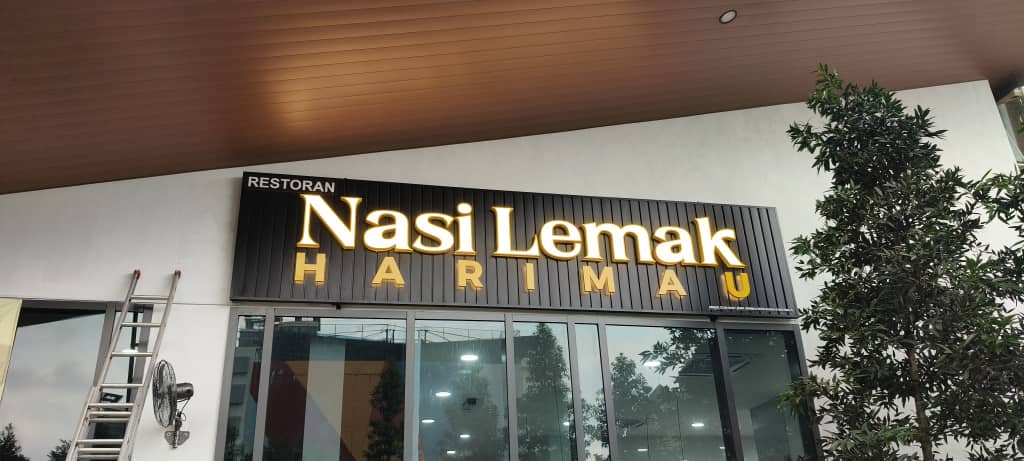 RESTORAN
Nasi Lemak
HARIMAU